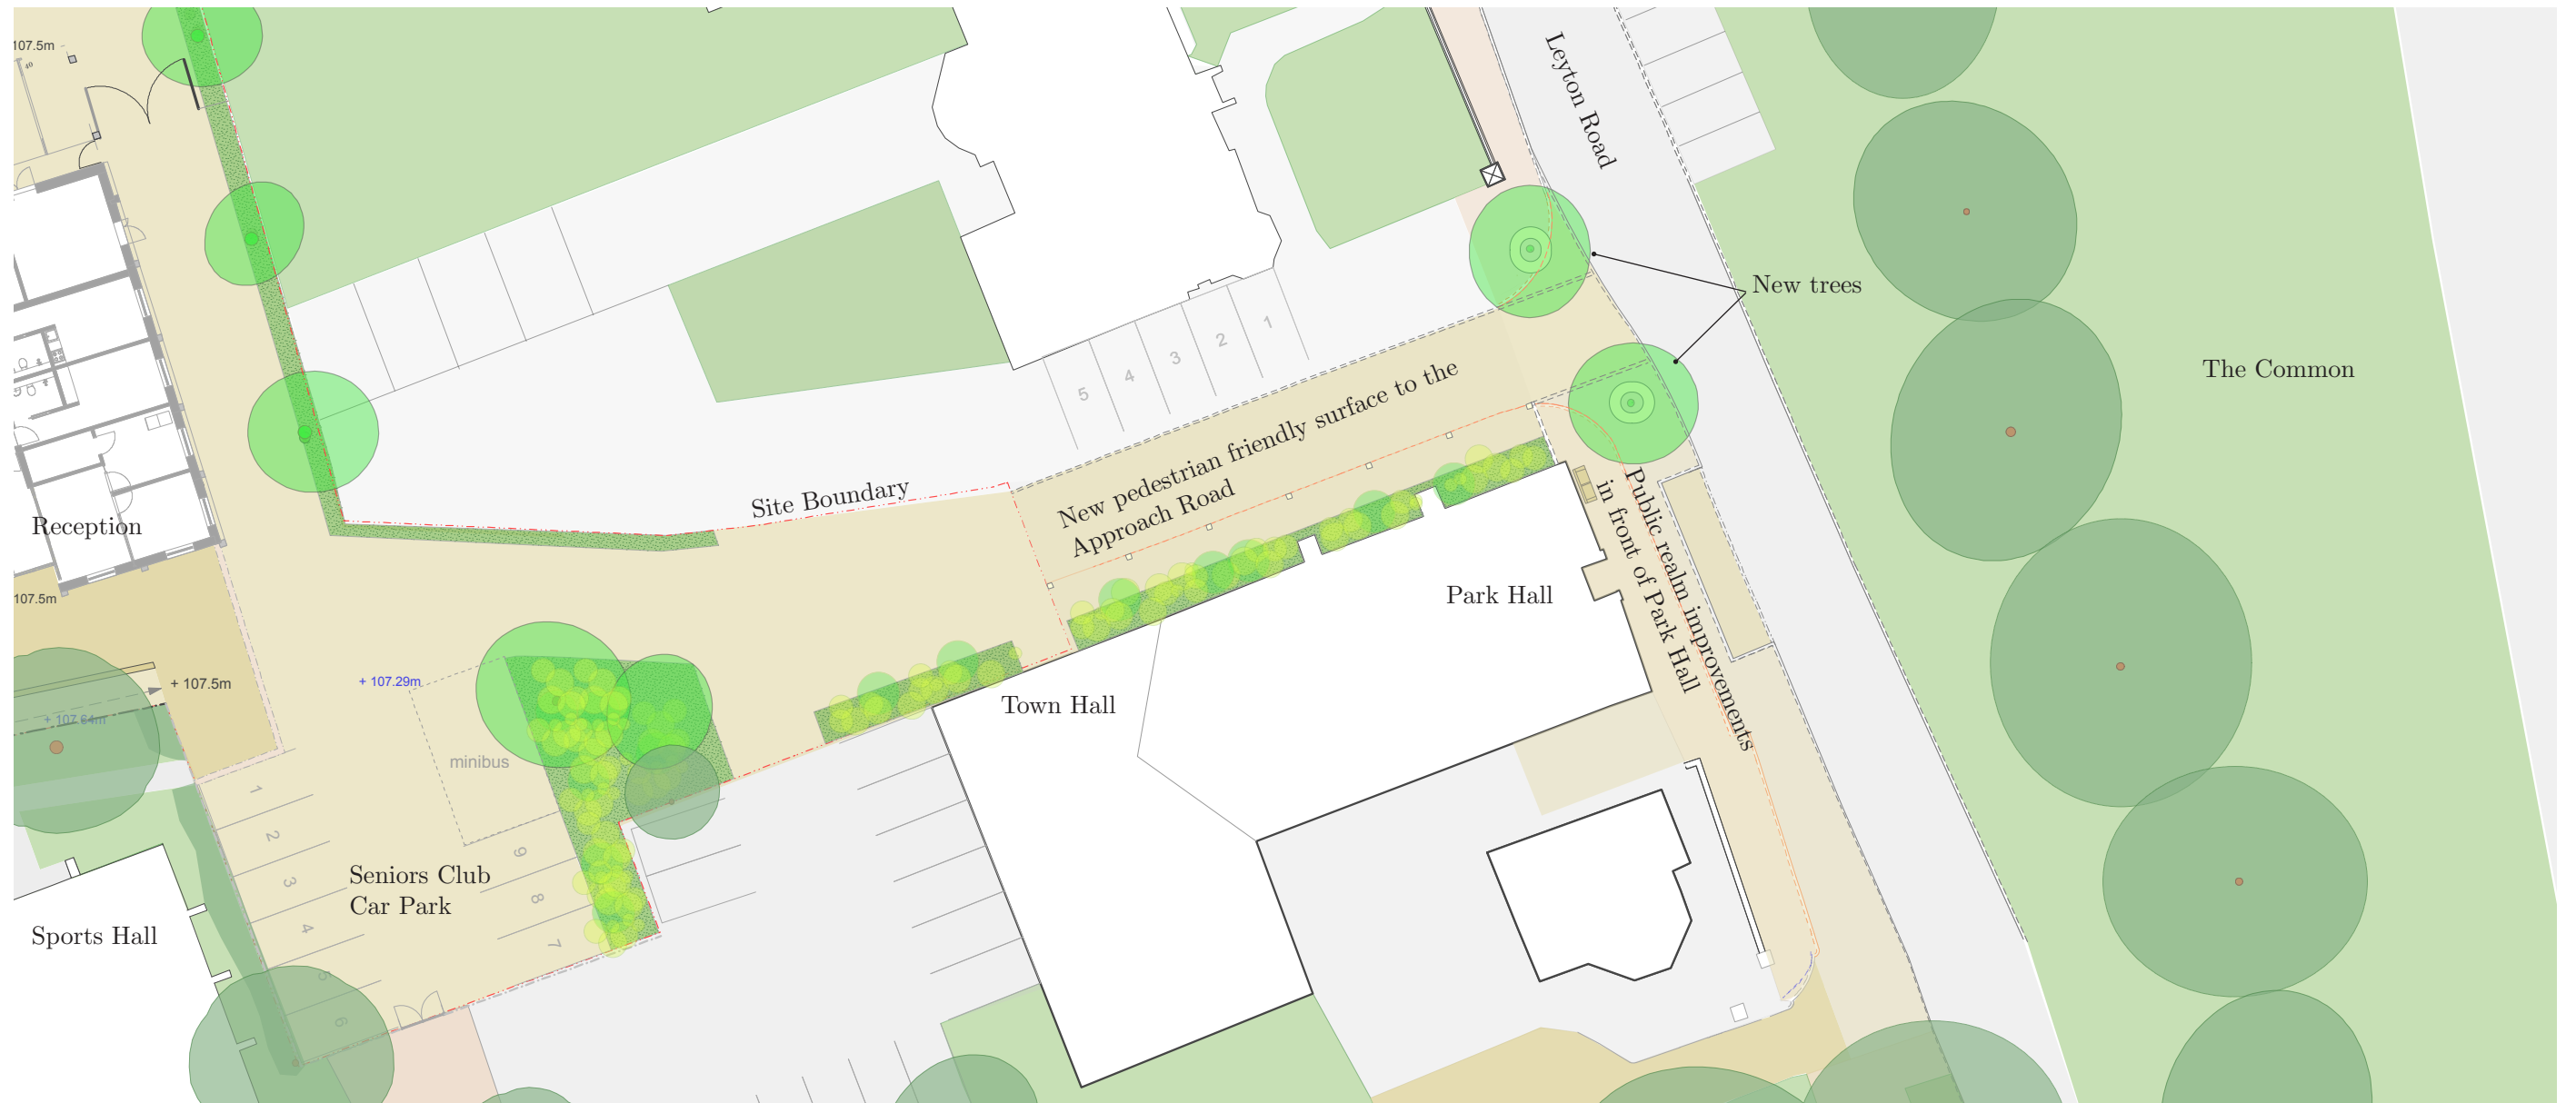 107.5m
40
Leyton Road
New trees
The Common
1
2
3
4
5
New pedestrian friendly surface to the
Approach Road
Site Boundary
Reception
107.5m
Public realm improvements
in front of Park Hall
Park Hall
Town Hall
+ 107.5m
+ 107.29m
+ 107.64m
minibus
1
2
3
4
5
6
9
8
7
Seniors Club
Car Park
Sports Hall